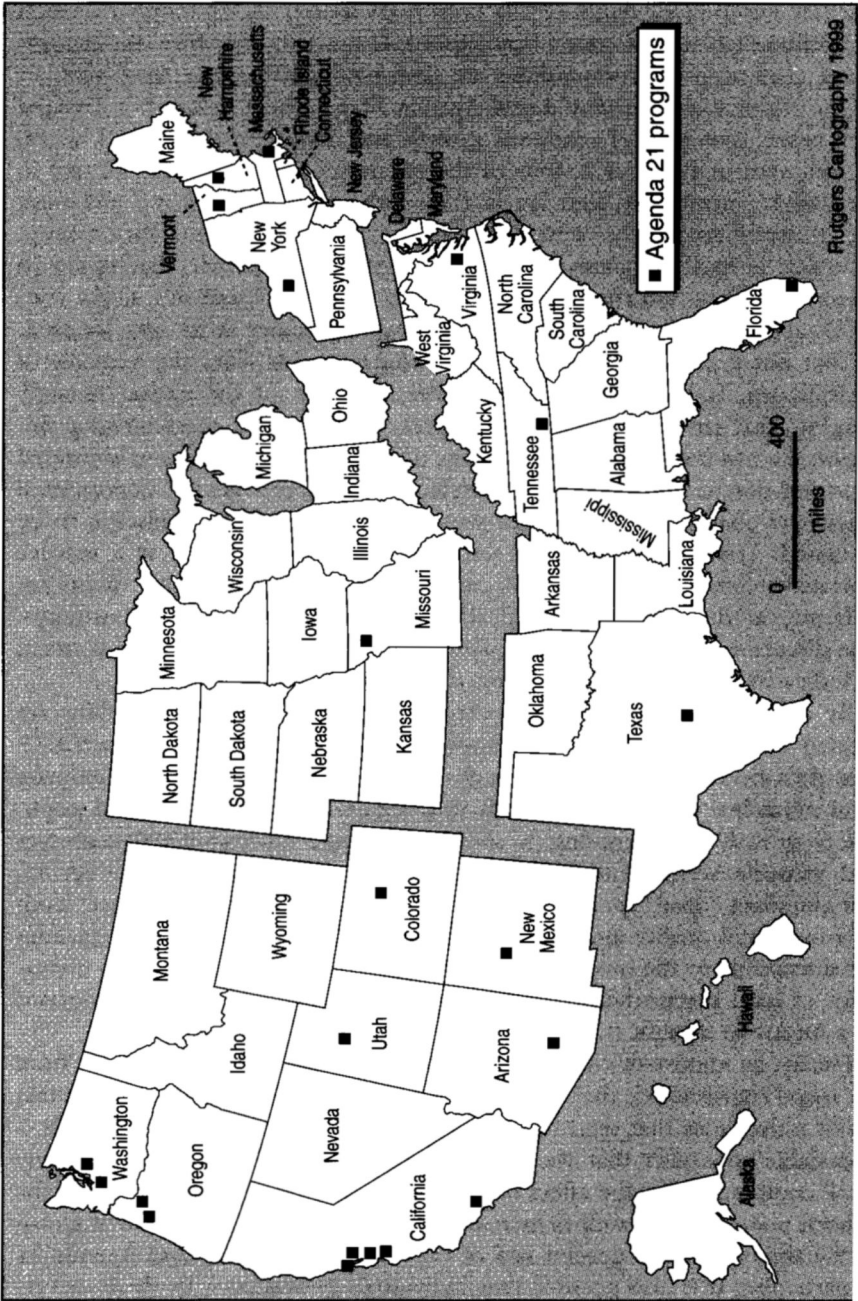 Washington
Oregon
California
Nevada
Idaho
Montana
Wyoming
Utah
Colorado
Arizona
New
Mexico
Alaska
Hawaii
North Dakota
South Dakota
Nebraska
Kansas
Minnesota
Iowa
Missouri
Wisconsin
Illinois
Michigan
Indiana
Ohio
Oklahoma
Texas
Arkansas
Louisiana
Kentucky
Tennessee
Mississippi
Alabama
Georgia
Florida
South
Carolina
North
Carolina
Virginia
West
Virginia
Maryland
Delaware
Pennsylvania
New Jersey
New
York
Connecticut
Rhode Island
Massachusetts
New
Hampshire
Vermont
Maine
0 400
miles
Agenda 21 programs
Rutgers Cartography 1999